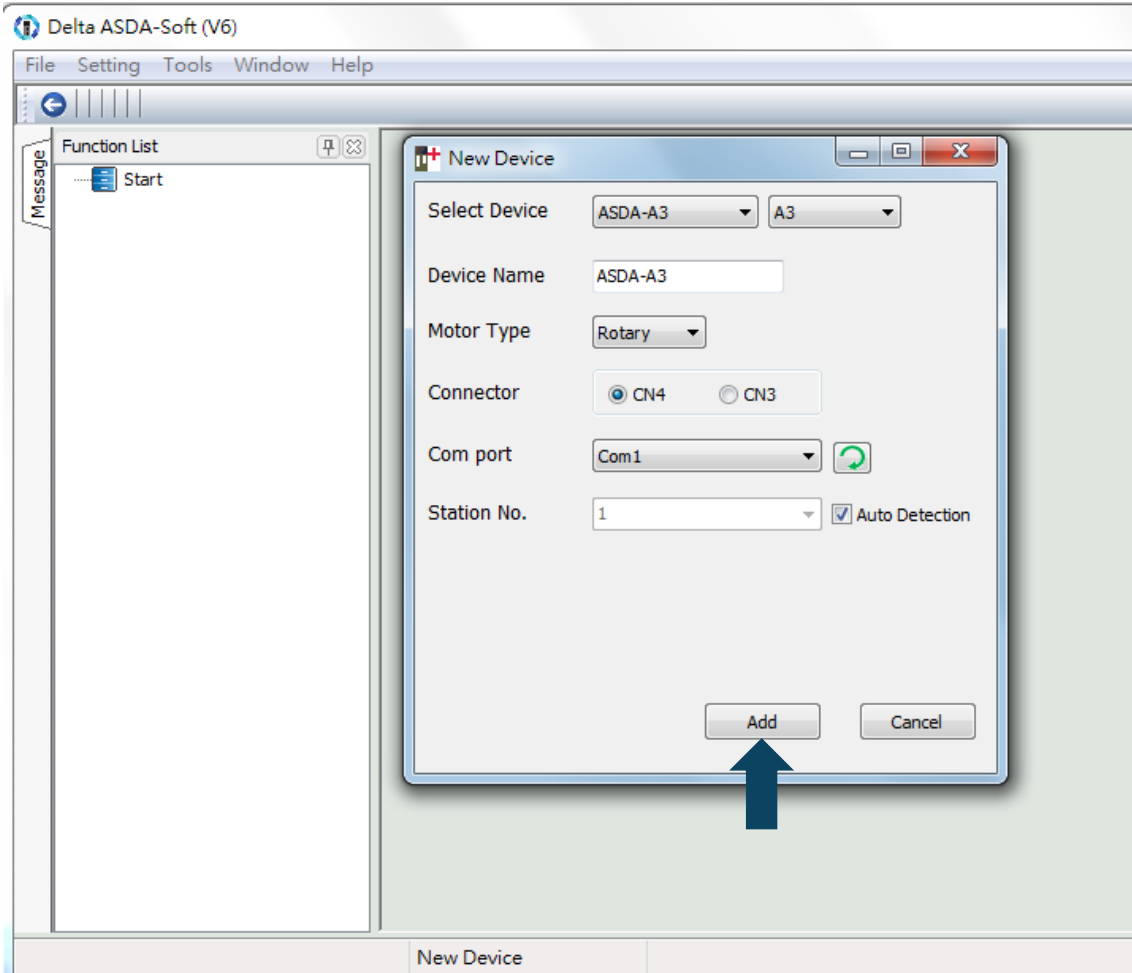 Delta ASDA-Soft (V6)
File Setting Tools Window Help
Message
Function List
Start
New Device
Select Device ASDA-A3 A3
Device Name ASDA-A3
Motor Type Rotary
Connector CN4 CN3
Com port Com1
Station No. 1 Auto Detection
Add Cancel
New Device